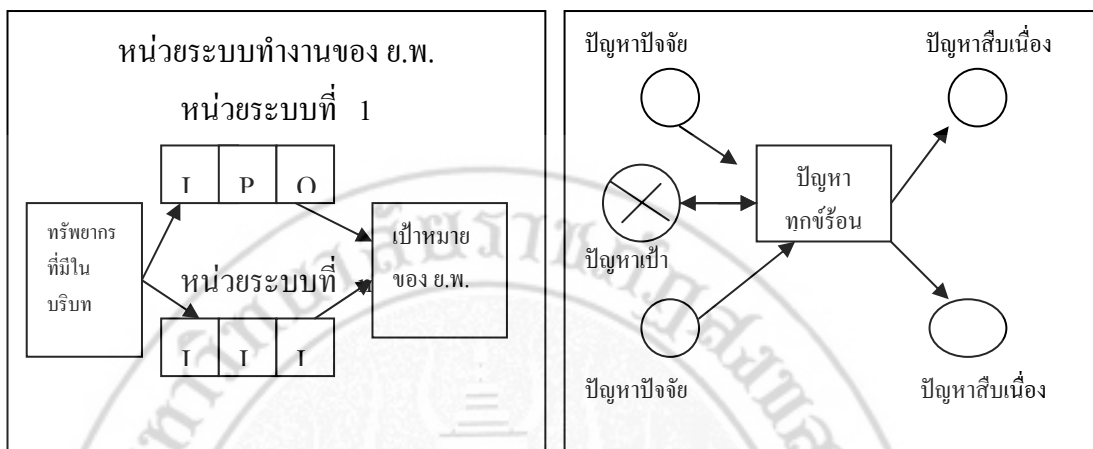 หน่วยระบบทำงานของ ย.พ.
หน่วยระบบที่ 1
I P O
ทรัพยากร
ที่มีใน
บริบท
เป้าหมาย
ของ ย.พ.
หน่วยระบบที่
I I I
ปัญหาปัจจัย
ปัญหาสืบเนื่อง
ปัญหา
ทุกข์ร้อน
ปัญหาเป้า
ปัญหาปัจจัย
ปัญหาสืบเนื่อง